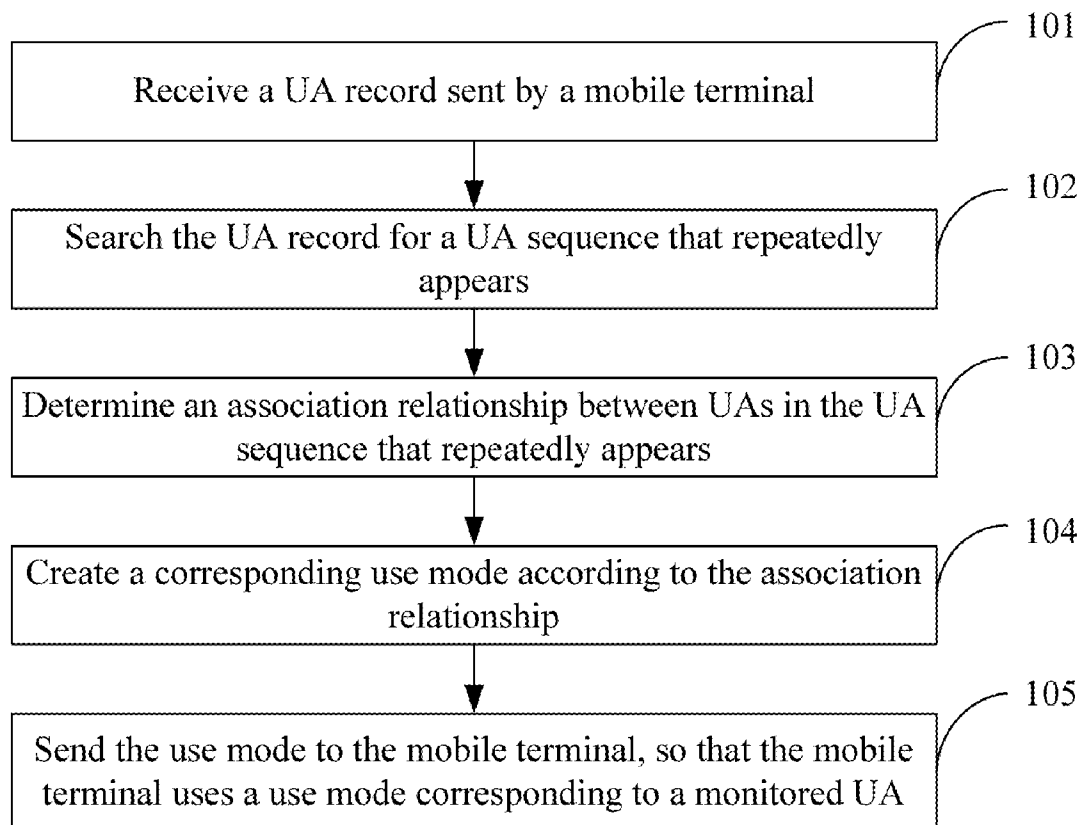 101
Receive a UA record sent by a mobile terminal
102
Search the UA record for a UA sequence that repeatedly
appears
103
Determine an association relationship between UAs in the UA
sequence that repeatedly appears
104
Create a corresponding use mode according to the association
relationship
105
Send the use mode to the mobile terminal, so that the mobile
terminal uses a use mode corresponding to a monitored UA